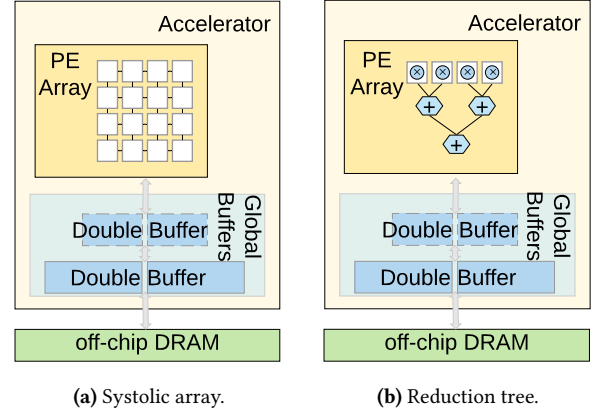 Accelerator
PE
Array
Global
Buffers
Double Buffer
Double Buffer
off-chip DRAM
(a) Systolic array.
Accelerator
PE
Array
+ +
+
Global
Buffers
Double Buffer
Double Buffer
off-chip DRAM
(b) Reduction tree.